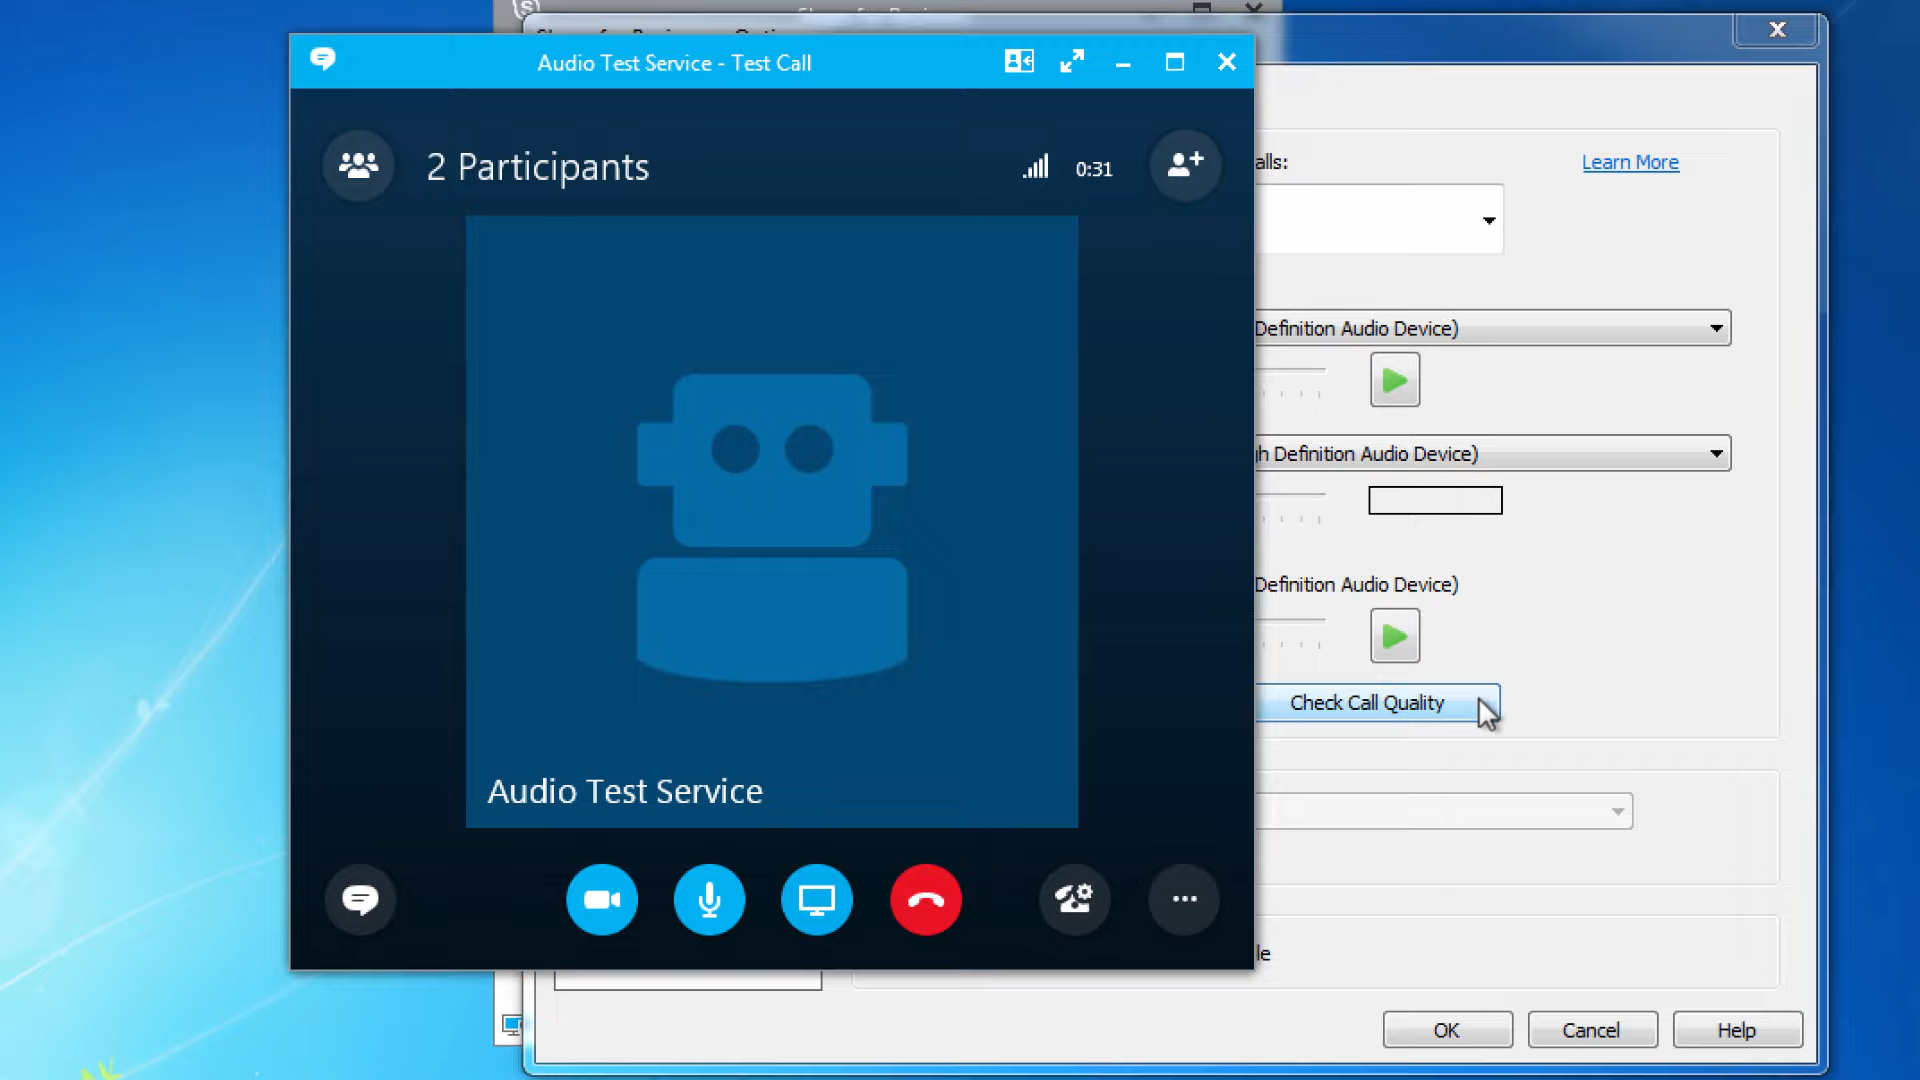 Audio Test Service - Test Call
2 Participants
0:31
Audio Test Service
alls:
Learn More
Definition Audio Device)
h Definition Audio Device)
Definition Audio Device)
Check Call Quality
le
OK
Cancel
Help